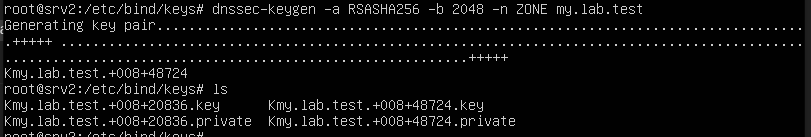 root@srv2:/etc/bind/keys# dnssec-keygen -a RSASHA256 -b 2048 -n ZONE my.lab.test
Generating key pair................................................................................
.+++++ ............................................................................................
..........................................................+++++
Kmy.lab.test.+008+48724
root@srv2:/etc/bind/keys# ls
Kmy.lab.test.+008+20836.key      Kmy.lab.test.+008+48724.key
Kmy.lab.test.+008+20836.private  Kmy.lab.test.+008+48724.private
root@srv2:/etc/bind/keys#